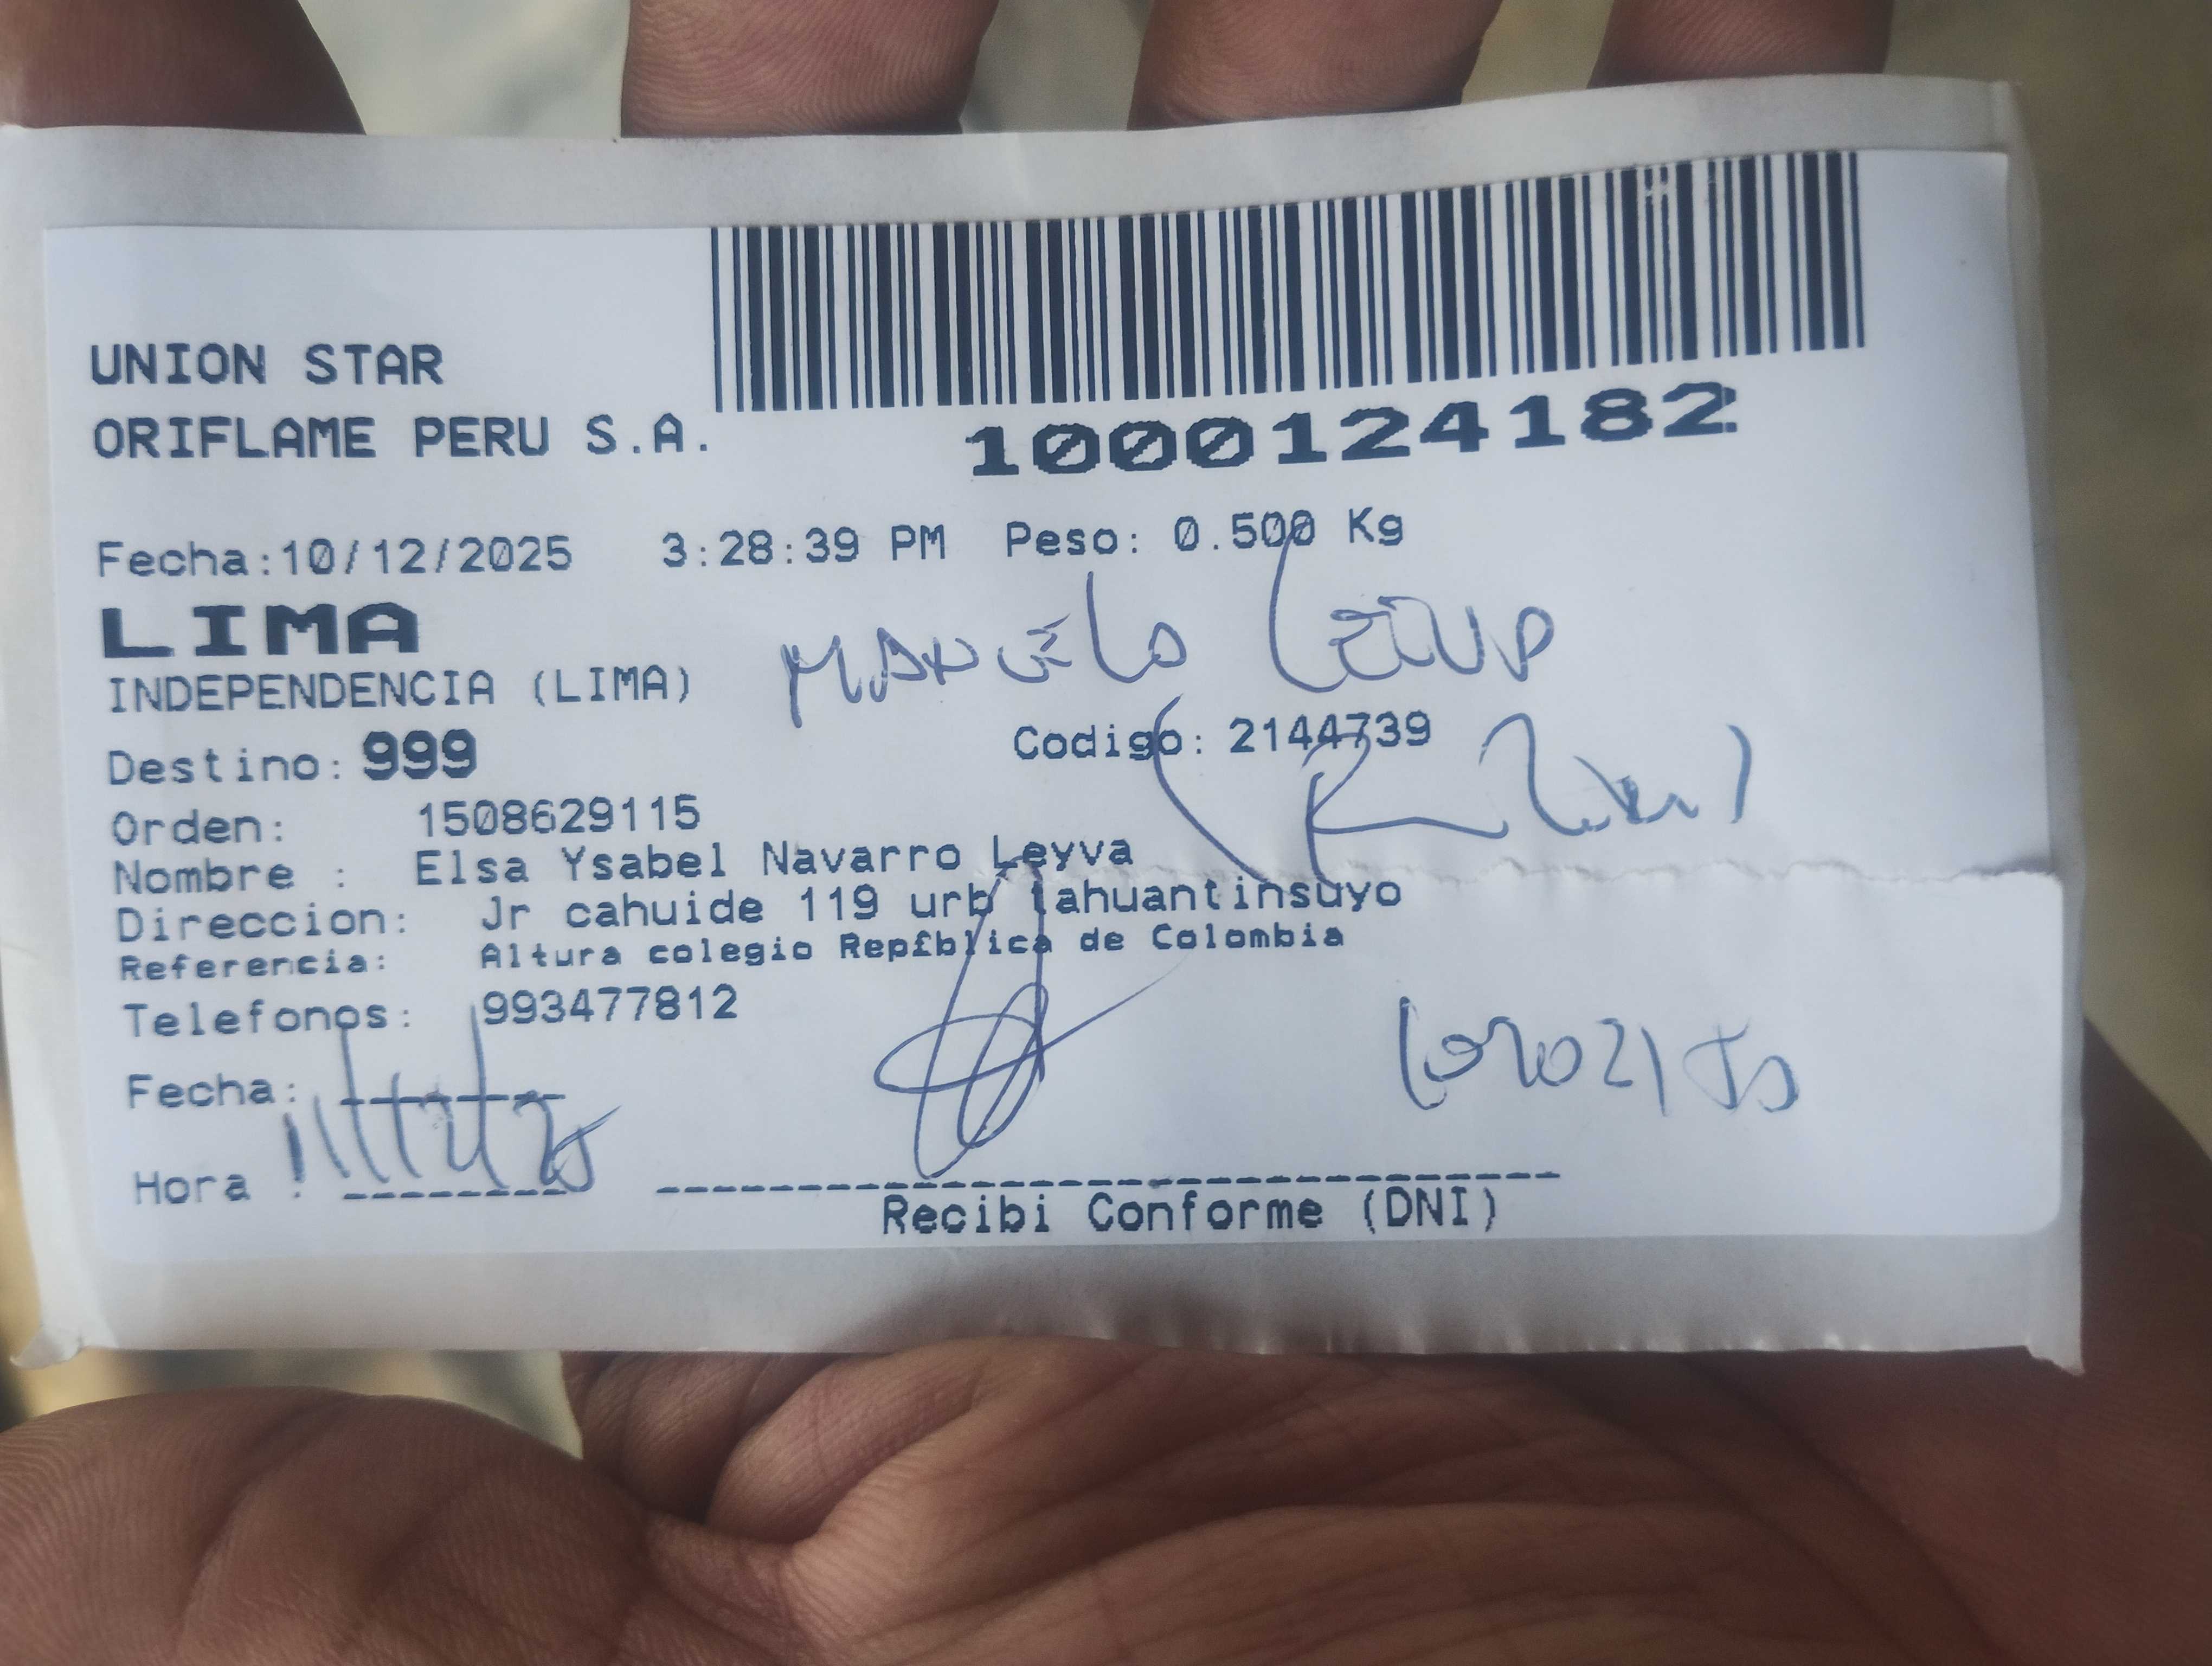 UNION STAR
ORIFLAME PERU S.A.
1000124182
Fecha:10/12/2025 3:28:39 PM Peso: 0.500 Kg
LIMA
INDEPENDENCIA (LIMA)
Destino: 999 Codigo: 2144739
Orden: 1508629115
Nombre : Elsa Ysabel Navarro Leyva
Direccion: Jr cahuide 119 urb tahuantinsuyo
Referencia: Altura colegio Rep£blica de Colombia
Telefonos: 993477812
Fecha:
Hora :
Recibi Conforme (DNI)